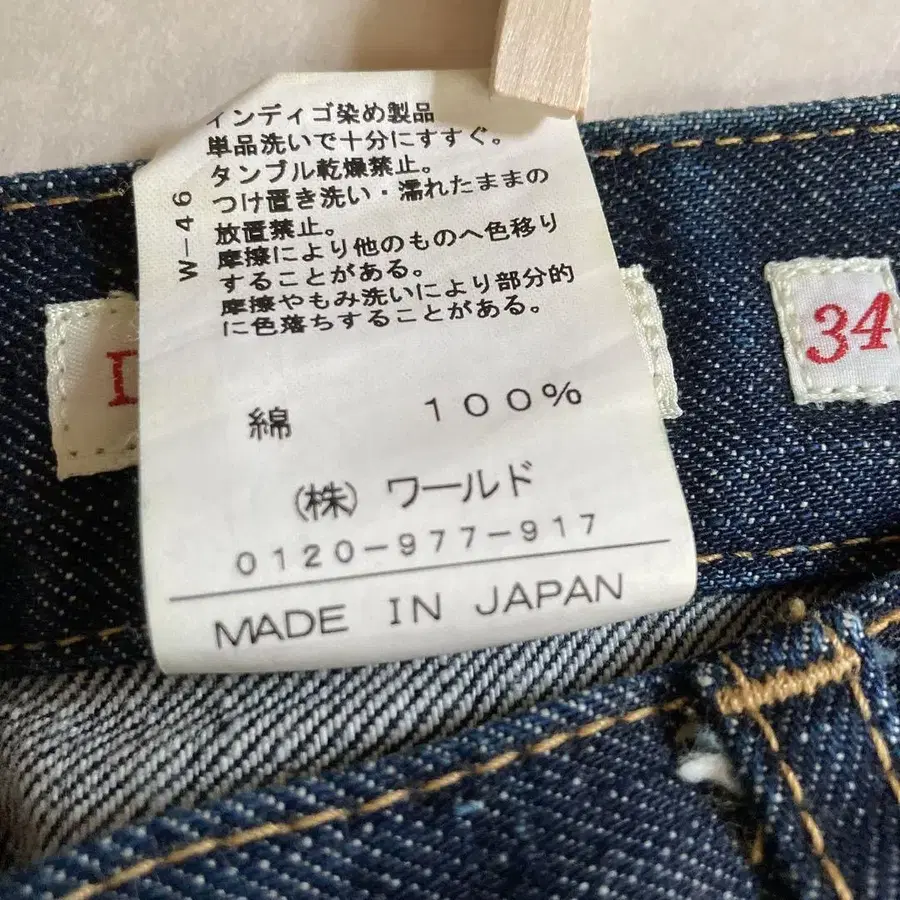 インディゴ染め製品
単品洗いで十分にすすぐ。
タンブル乾燥禁止。
つけ置き洗い・濡れたままの
放置禁止。
摩擦により他のものへ色移り
することがある。
摩擦やもみ洗いにより部分的
に色落ちすることがある。
W-46
綿 100%
(株) ワールド
0120-977-917
MADE IN JAPAN
34